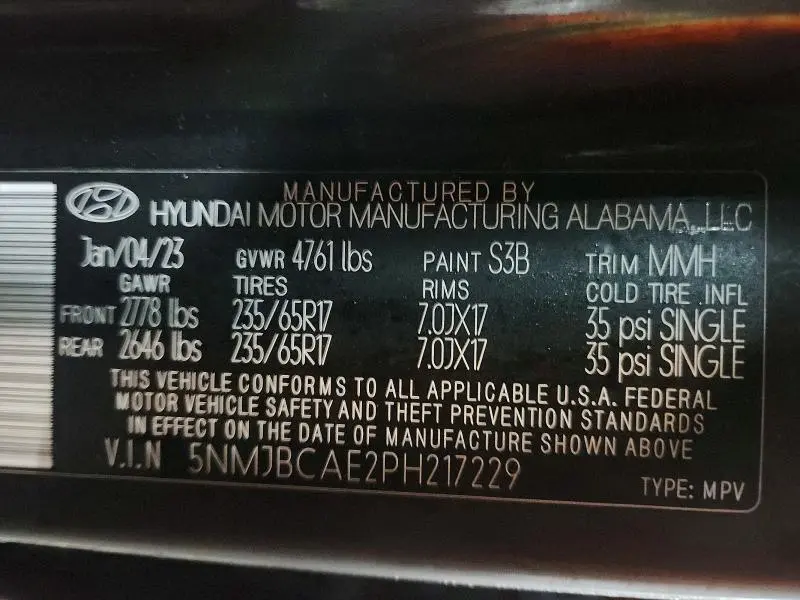 MANUFACTURED BY
HYUNDAI MOTOR MANUFACTURING ALABAMA, LLC
Jan/04/23 GVWR 4761 lbs PAINT S3B TRIM MMH
GAWR TIRES RIMS COLD TIRE INFL
FRONT 2778 lbs 235/65R17 7.0JX17 35 psi SINGLE
REAR 2646 lbs 235/65R17 7.0JX17 35 psi SINGLE
THIS VEHICLE CONFORMS TO ALL APPLICABLE U.S.A. FEDERAL
MOTOR VEHICLE SAFETY AND THEFT PREVENTION STANDARDS
IN EFFECT ON THE DATE OF MANUFACTURE SHOWN ABOVE
V.I.N 5NMJBCAE2PH217229
TYPE: MPV